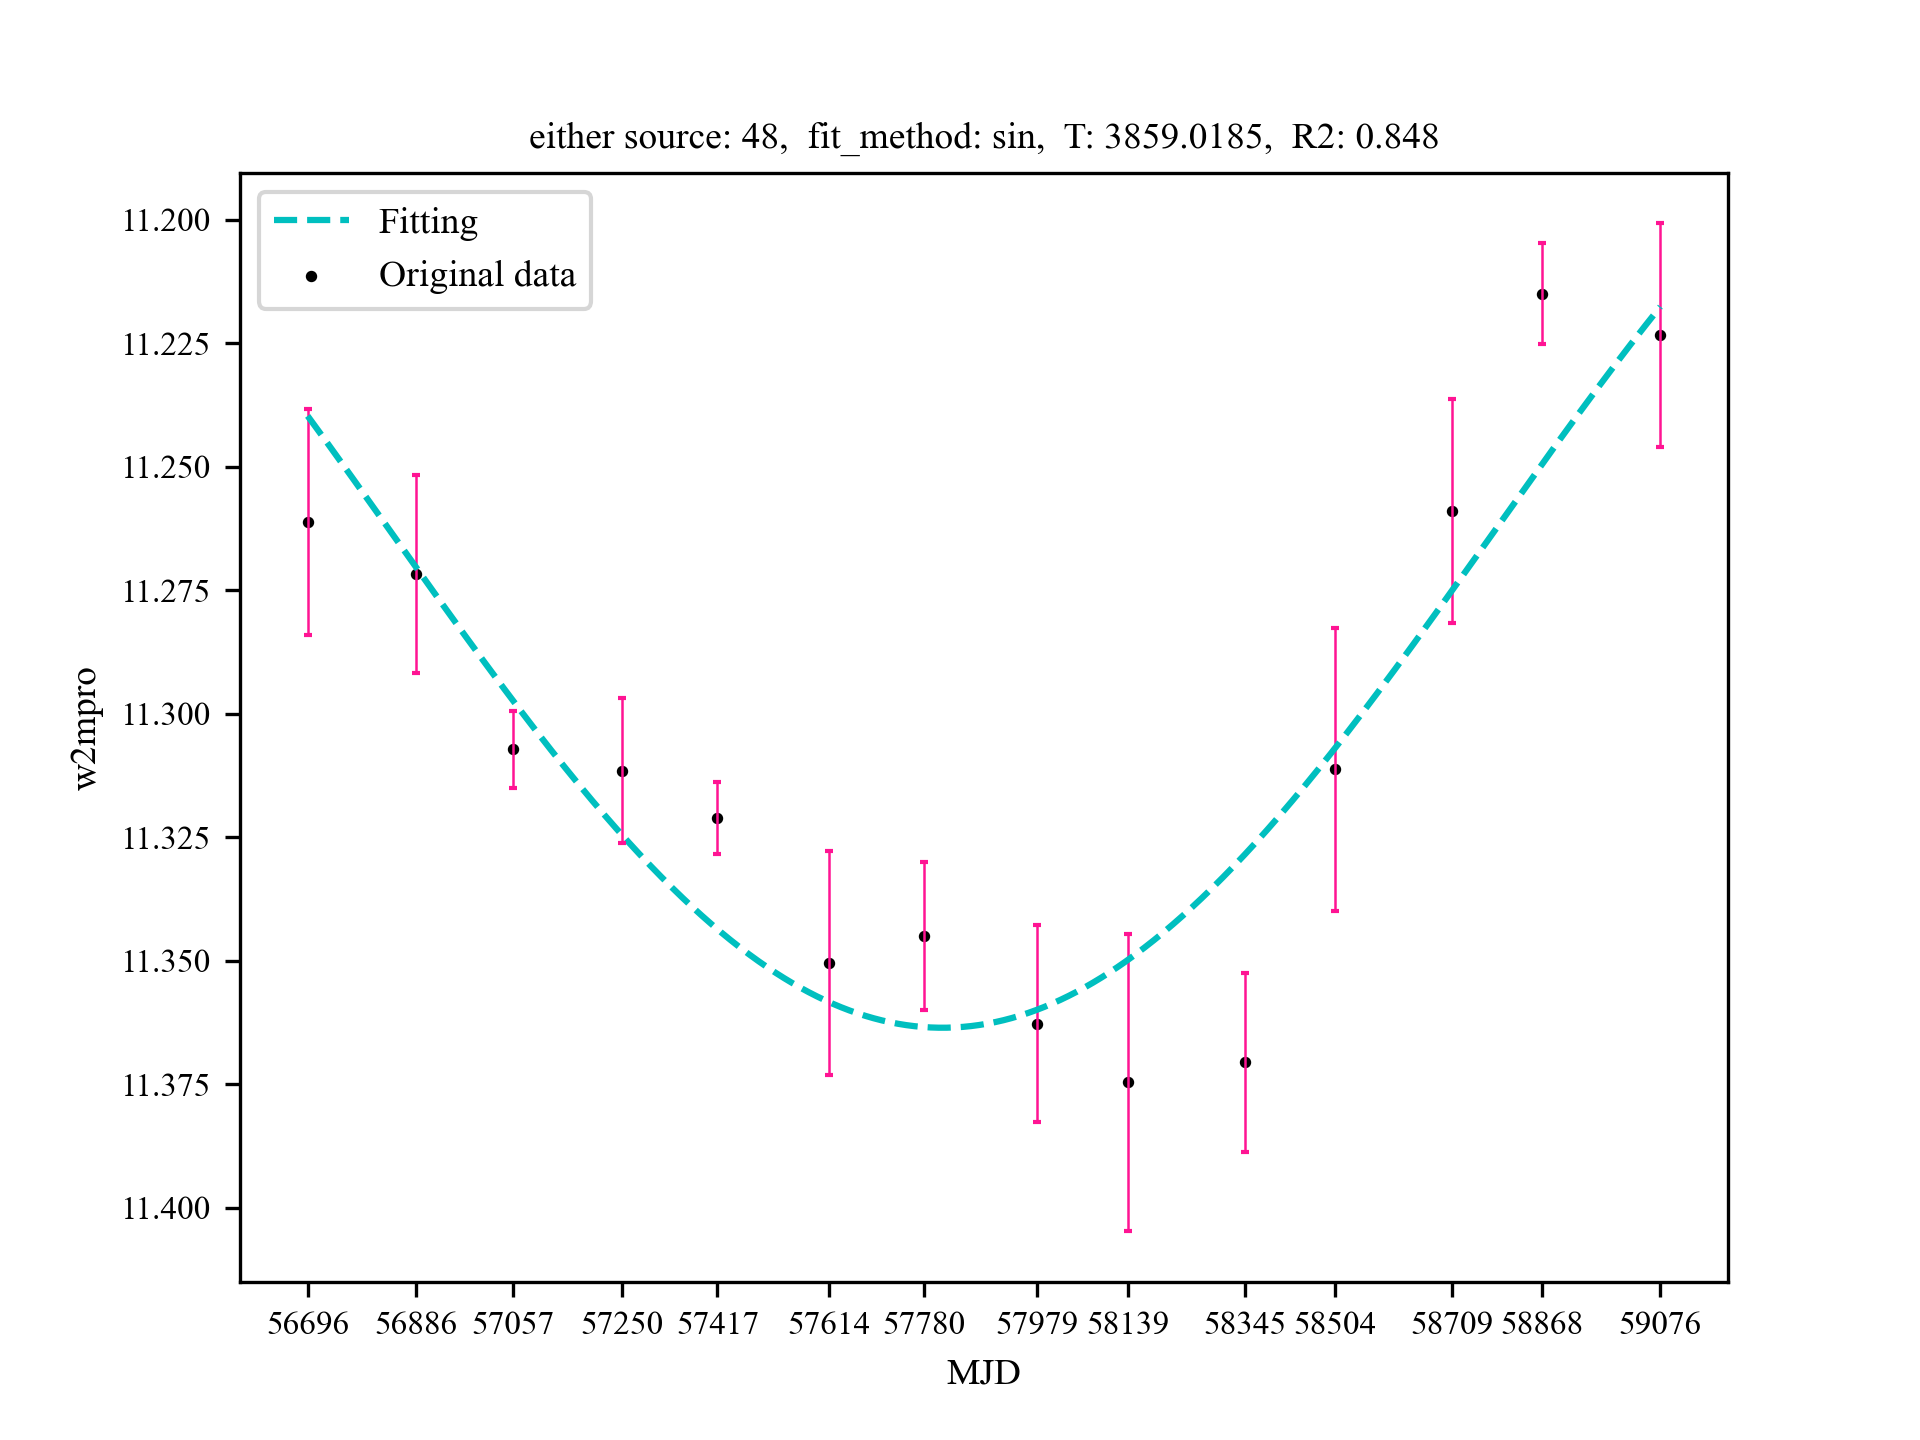 either source: 48,  fit_method: sin,  T: 3859.0185,  R2: 0.848
Fitting
Original data
11.200
11.225
11.250
11.275
11.300
11.325
11.350
11.375
11.400
w2mpro
56696 56886 57057 57250 57417 57614 57780 57979 58139 58345 58504 58709 58868 59076
MJD